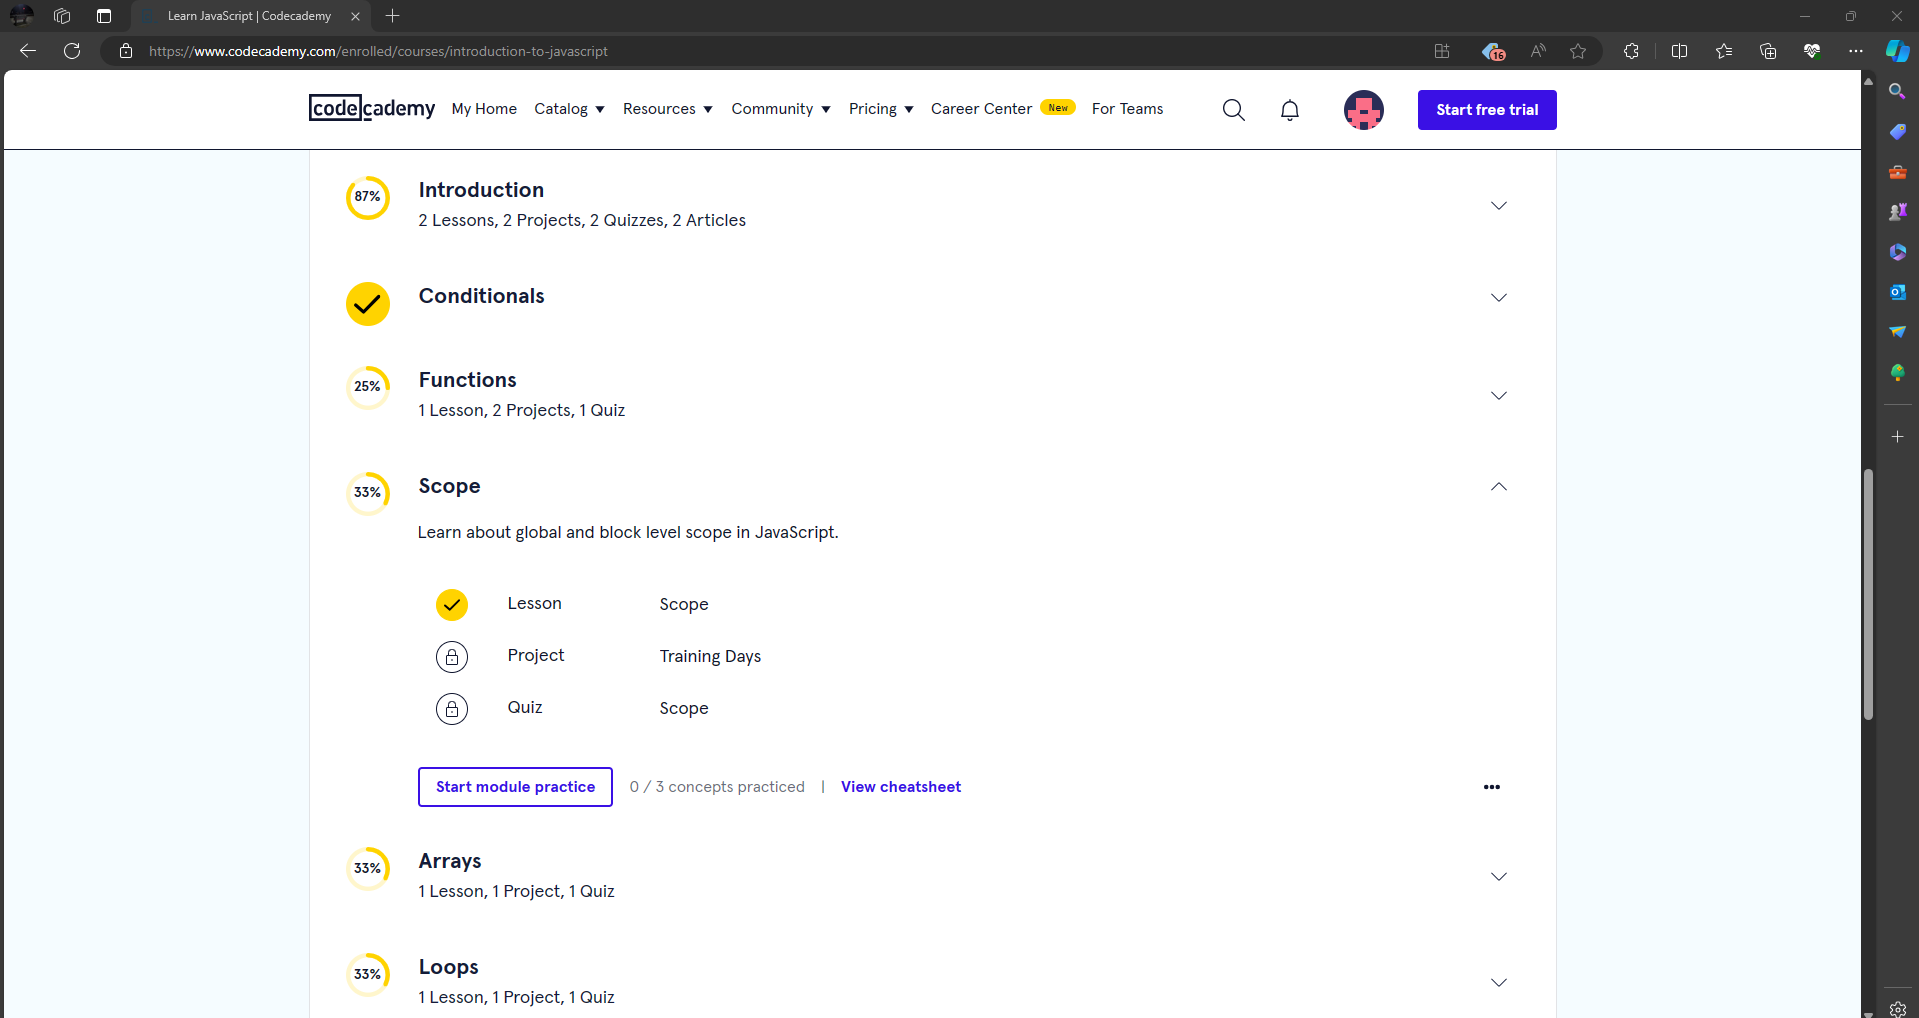 Learn JavaScript | Codecademy
https://www.codecademy.com/enrolled/courses/introduction-to-javascript
16
codecademy My Home Catalog Resources Community Pricing Career Center New For Teams Start free trial
87% Introduction
2 Lessons, 2 Projects, 2 Quizzes, 2 Articles
Conditionals
25% Functions
1 Lesson, 2 Projects, 1 Quiz
33% Scope
Learn about global and block level scope in JavaScript.
Lesson Scope
Project Training Days
Quiz Scope
Start module practice 0 / 3 concepts practiced | View cheatsheet
33% Arrays
1 Lesson, 1 Project, 1 Quiz
33% Loops
1 Lesson, 1 Project, 1 Quiz